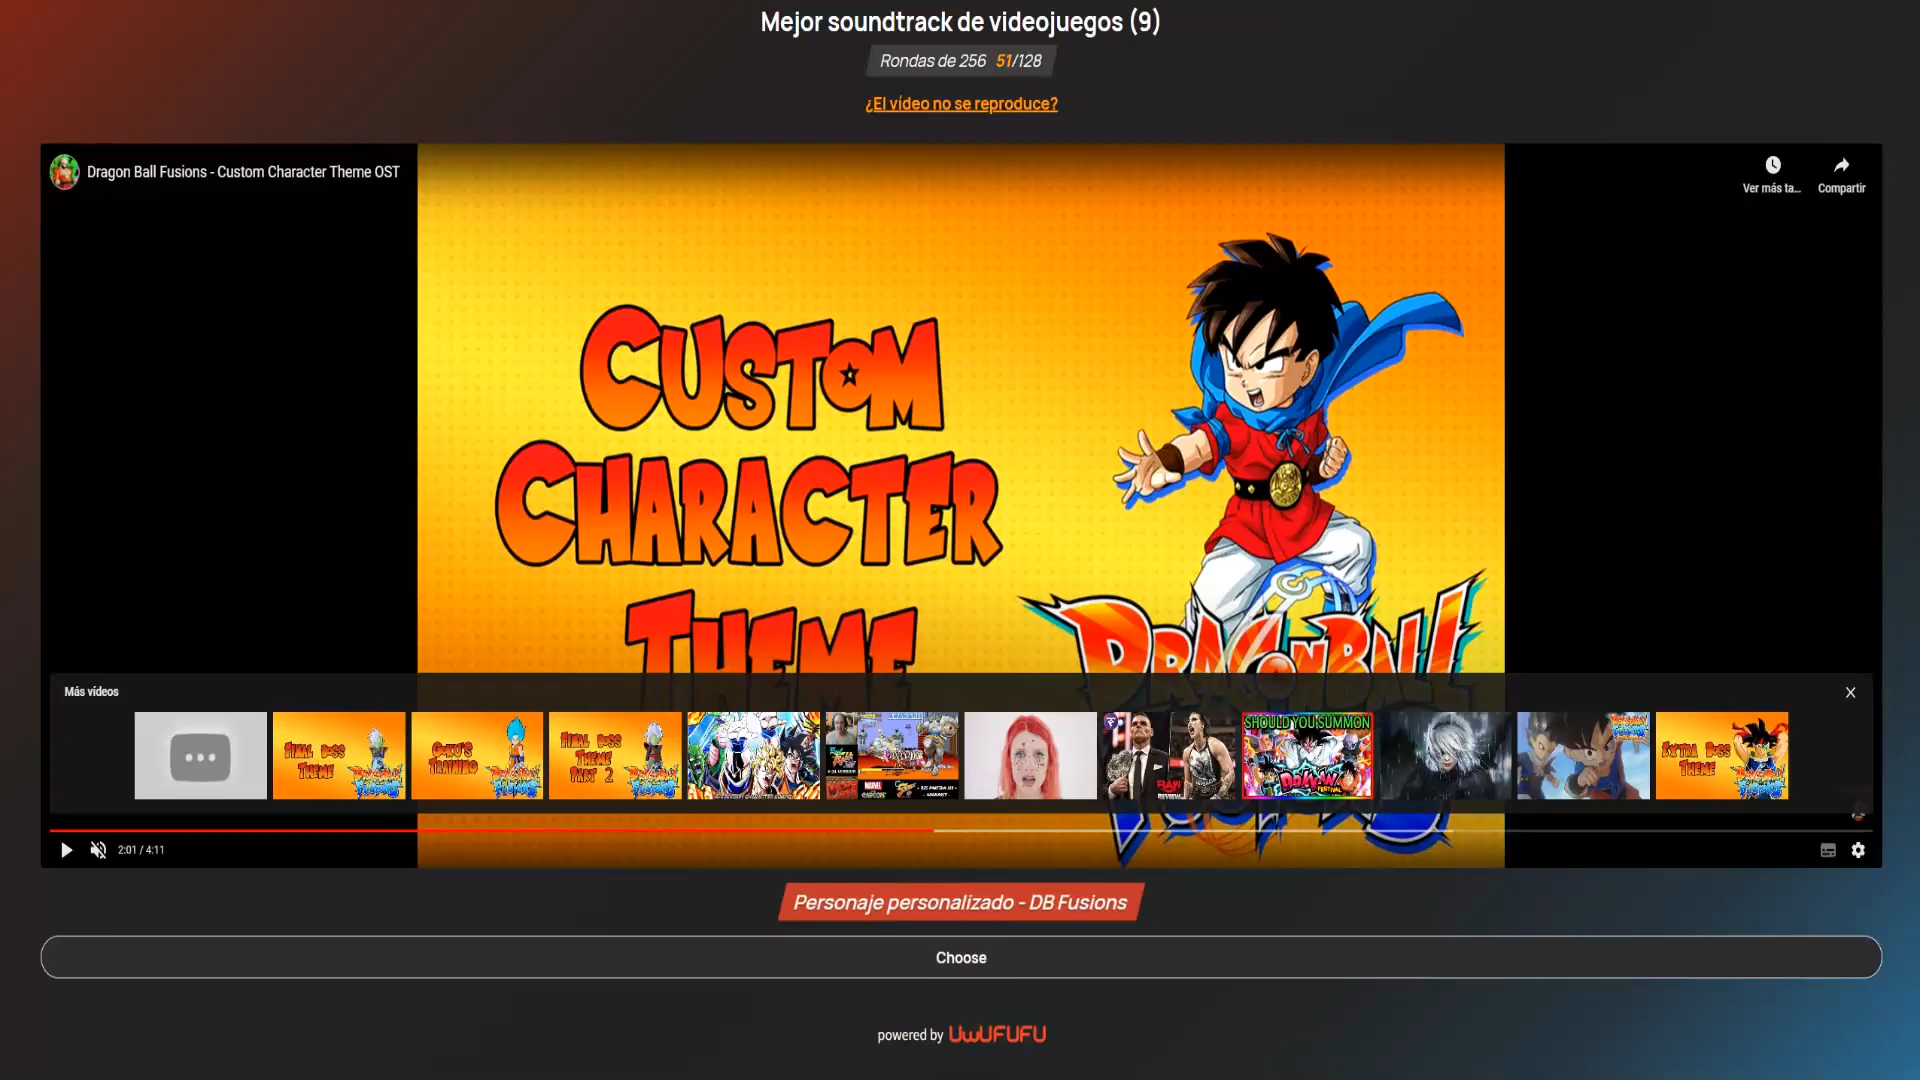 Mejor soundtrack de videojuegos (9)
Rondas de 256 51/128
¿El vídeo no se reproduce?
Dragon Ball Fusions - Custom Character Theme OST
Ver más ta...
Compartir
CUSTOM
CHARACTER
THEME
DRAGONBALL
Más vídeos
FINAL BOSS
THEME
GOKU'S
TRAINING
FINAL BOSS
THEME
PART 2
SHOULD YOU SUMMON
EXTRA BOSS
THEME
2:01 / 4:11
Personaje personalizado - DB Fusions
Choose
powered by UwUFUFU